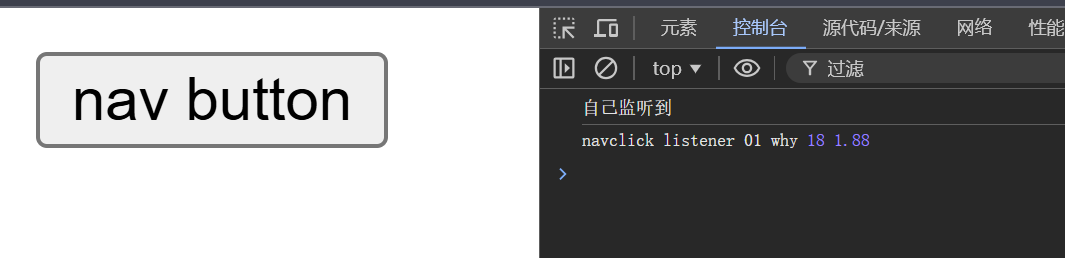 nav button
元素 控制台 源代码/来源 网络 性能
top 过滤
自己监听到
navclick listener 01 why 18 1.88